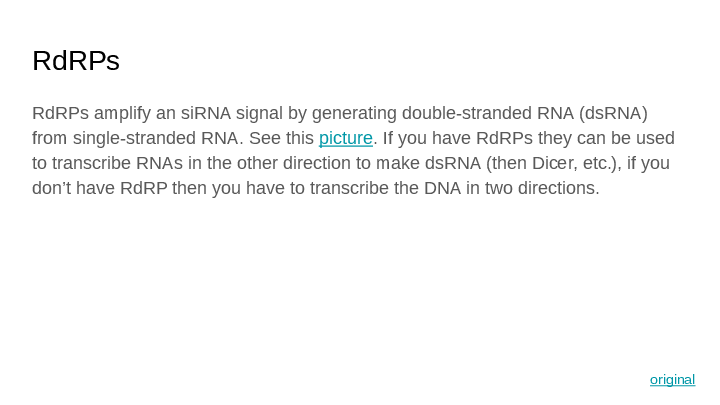 RdRPs
RdRPs amplify an siRNA signal by generating double-stranded RNA (dsRNA)
from single-stranded RNA. See this picture. If you have RdRPs they can be used
to transcribe RNAs in the other direction to make dsRNA (then Dicer, etc.), if you
don’t have RdRP then you have to transcribe the DNA in two directions.
original